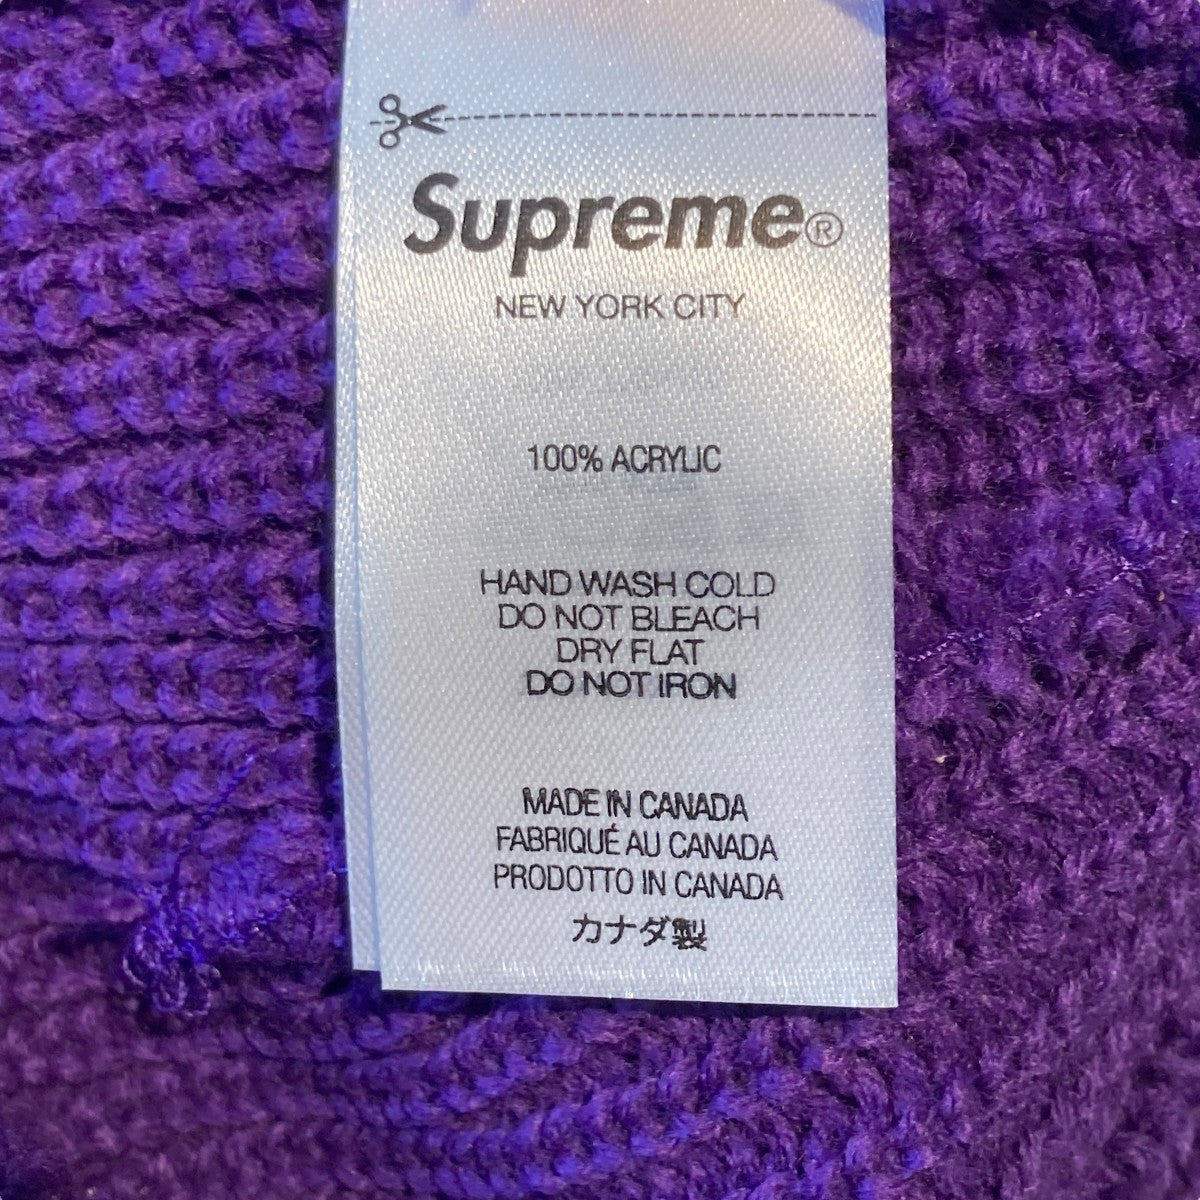 Supreme®
NEW YORK CITY
100% ACRYLIC
HAND WASH COLD
DO NOT BLEACH
DRY FLAT
DO NOT IRON
MADE IN CANADA
FABRIQUÉ AU CANADA
PRODOTTO IN CANADA
カナダ製